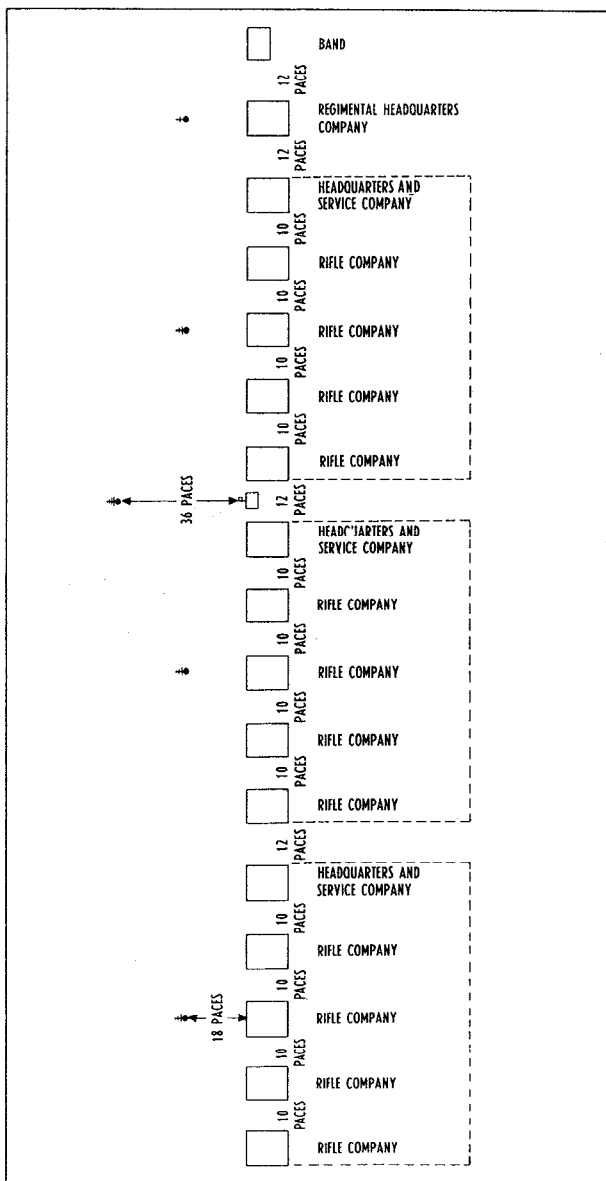 BAND
12
PACES
REGIMENTAL HEADQUARTERS
COMPANY
12
PACES
HEADQUARTERS AND
SERVICE COMPANY
10
PACES
RIFLE COMPANY
10
PACES
RIFLE COMPANY
10
PACES
RIFLE COMPANY
10
PACES
RIFLE COMPANY
36 PACES
12
PACES
HEADQUARTERS AND
SERVICE COMPANY
10
PACES
RIFLE COMPANY
10
PACES
RIFLE COMPANY
10
PACES
RIFLE COMPANY
10
PACES
RIFLE COMPANY
12
PACES
HEADQUARTERS AND
SERVICE COMPANY
10
PACES
RIFLE COMPANY
10
PACES
18 PACES
RIFLE COMPANY
10
PACES
RIFLE COMPANY
10
PACES
RIFLE COMPANY